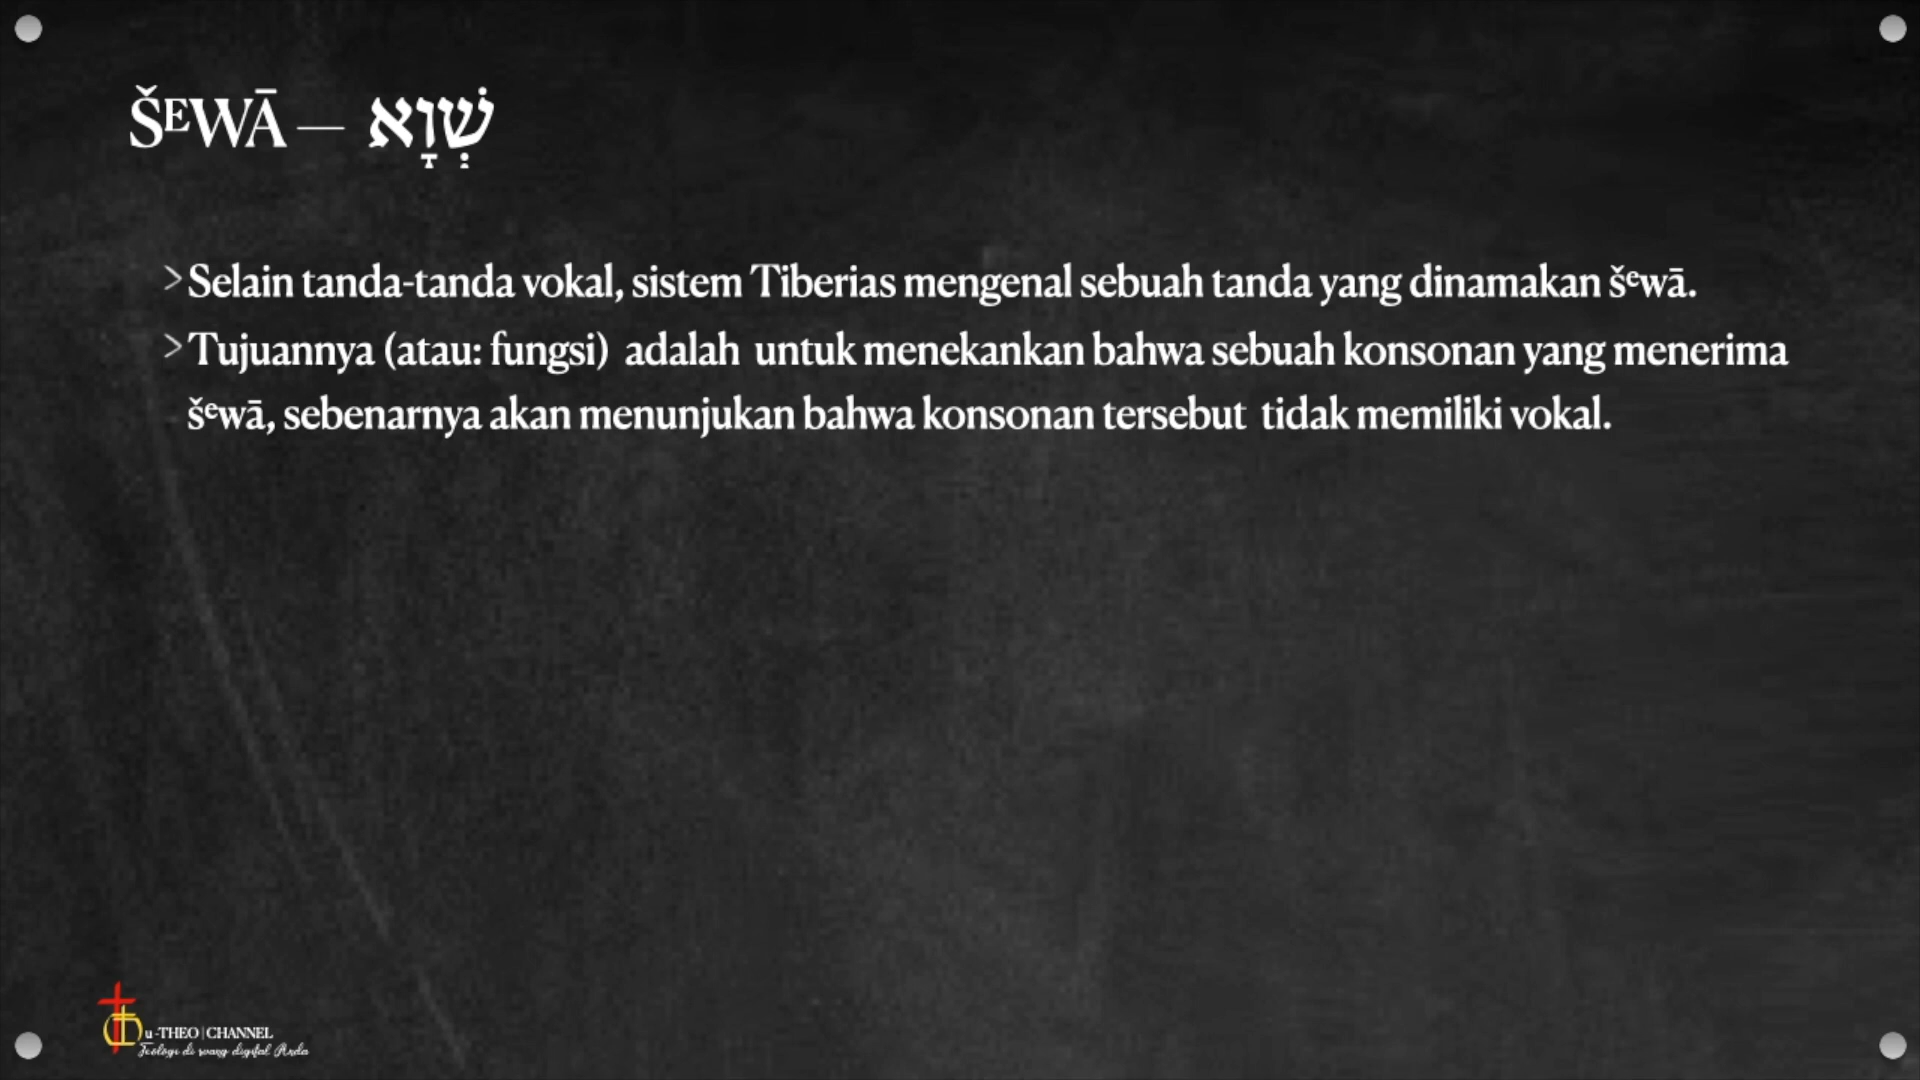 ŠᴱWĀ — שְׁוָא
> Selain tanda-tanda vokal, sistem Tiberias mengenal sebuah tanda yang dinamakan šᵉwā.
> Tujuannya (atau: fungsi) adalah untuk menekankan bahwa sebuah konsonan yang menerima
šᵉwā, sebenarnya akan menunjukan bahwa konsonan tersebut tidak memiliki vokal.
u-THEO | CHANNEL
Teologi di ruang digital Anda